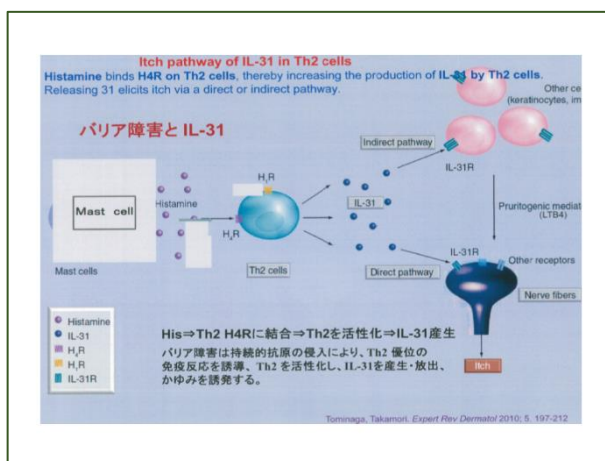 Itch pathway of IL-31 in Th2 cells
Histamine binds H4R on Th2 cells, thereby increasing the production of IL-31 by Th2 cells.
Releasing 31 elicits itch via a direct or indirect pathway.
Other ce
(keratinocytes, im
バリア障害と IL-31
Indirect pathway
IL-31R
H₁R
Mast cell
Histamine
IL-31
Pruritogenic mediat
(LTB4)
H₄R
IL-31R
Other receptors
Mast cells
Th2 cells
Direct pathway
Nerve fibers
Histamine
IL-31
H₄R
H₁R
IL-31R
His⇒Th2 H4Rに結合⇒Th2を活性化⇒IL-31産生
バリア障害は持続的抗原の侵入により、Th2 優位の
免疫反応を誘導、Th2 を活性化し、IL-31を産生・放出、
かゆみを誘発する。
Itch
Tominaga, Takamori. Expert Rev Dermatol 2010; 5. 197-212